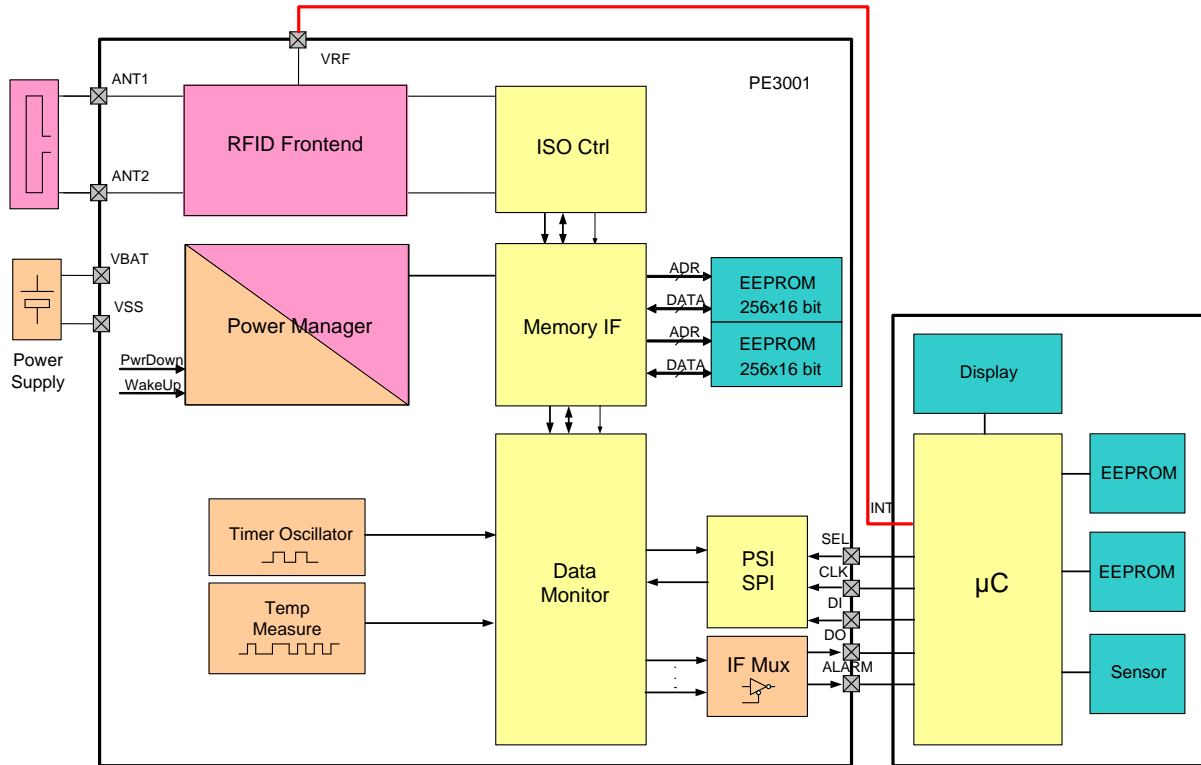 VRF
PE3001
ANT1
RFID Frontend
ISO Ctrl
ANT2
VBAT
VSS
Power
Supply
Power Manager
PwrDown
WakeUp
Memory IF
ADR
DATA
ADR
DATA
EEPROM
256x16 bit
EEPROM
256x16 bit
Display
Timer Oscillator
Temp
Measure
Data
Monitor
PSI
SPI
IF Mux
INT
SEL
CLK
DI
DO
ALARM
µC
EEPROM
EEPROM
Sensor